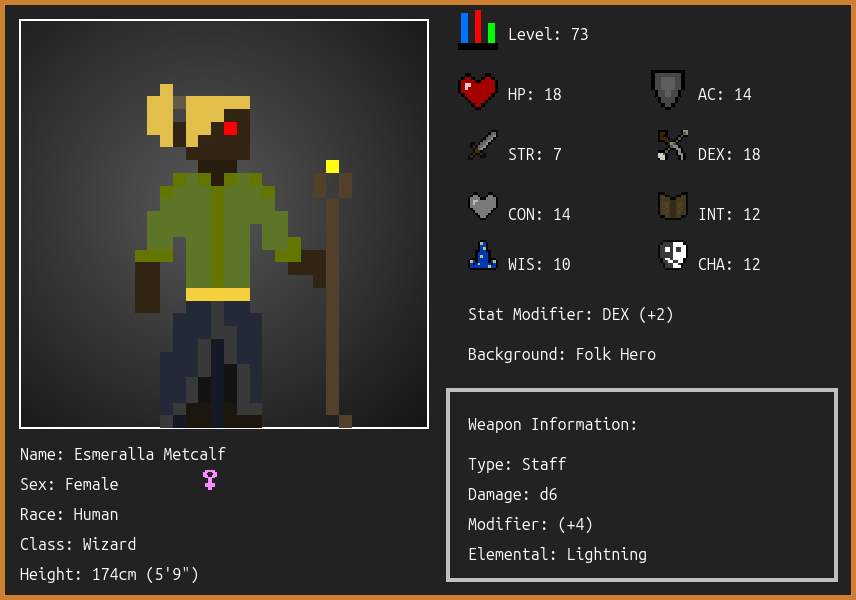 Level: 73
HP: 18
AC: 14
STR: 7
DEX: 18
CON: 14
INT: 12
WIS: 10
CHA: 12
Stat Modifier: DEX (+2)
Background: Folk Hero
Weapon Information:
Type: Staff
Damage: d6
Modifier: (+4)
Elemental: Lightning
Name: Esmeralla Metcalf
Sex: Female
Race: Human
Class: Wizard
Height: 174cm (5'9")